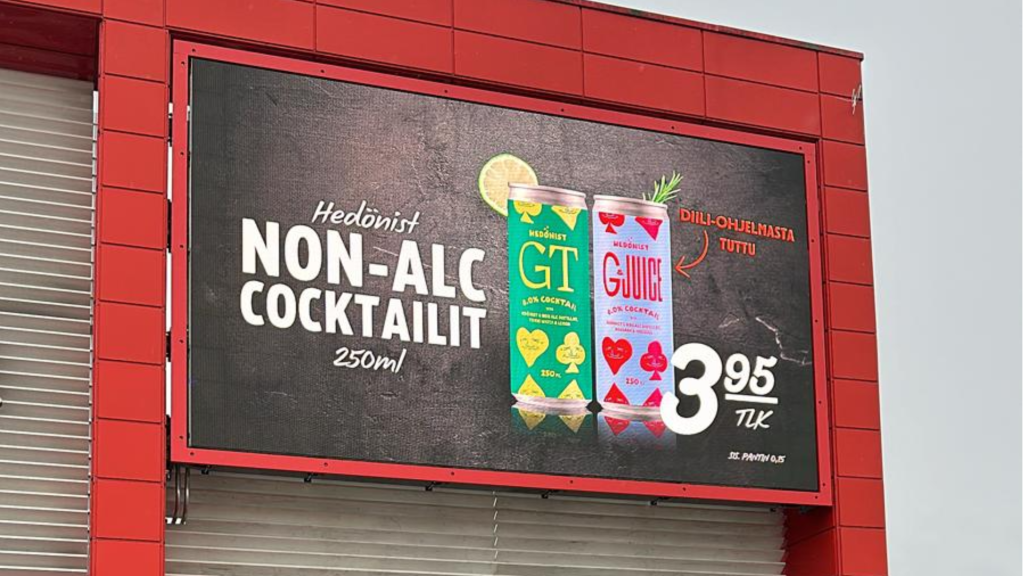 Hedönist
NON-ALC
COCKTAILIT
250ml
HEDÖNIST
GT
0.0% COCKTAIL
250 ML
HEDÖNIST
G&JUICE
0.0% COCKTAIL
250
DIILI-OHJELMASTA
TUTTU
3 95
TLK
SIS. PANTIN 0,15